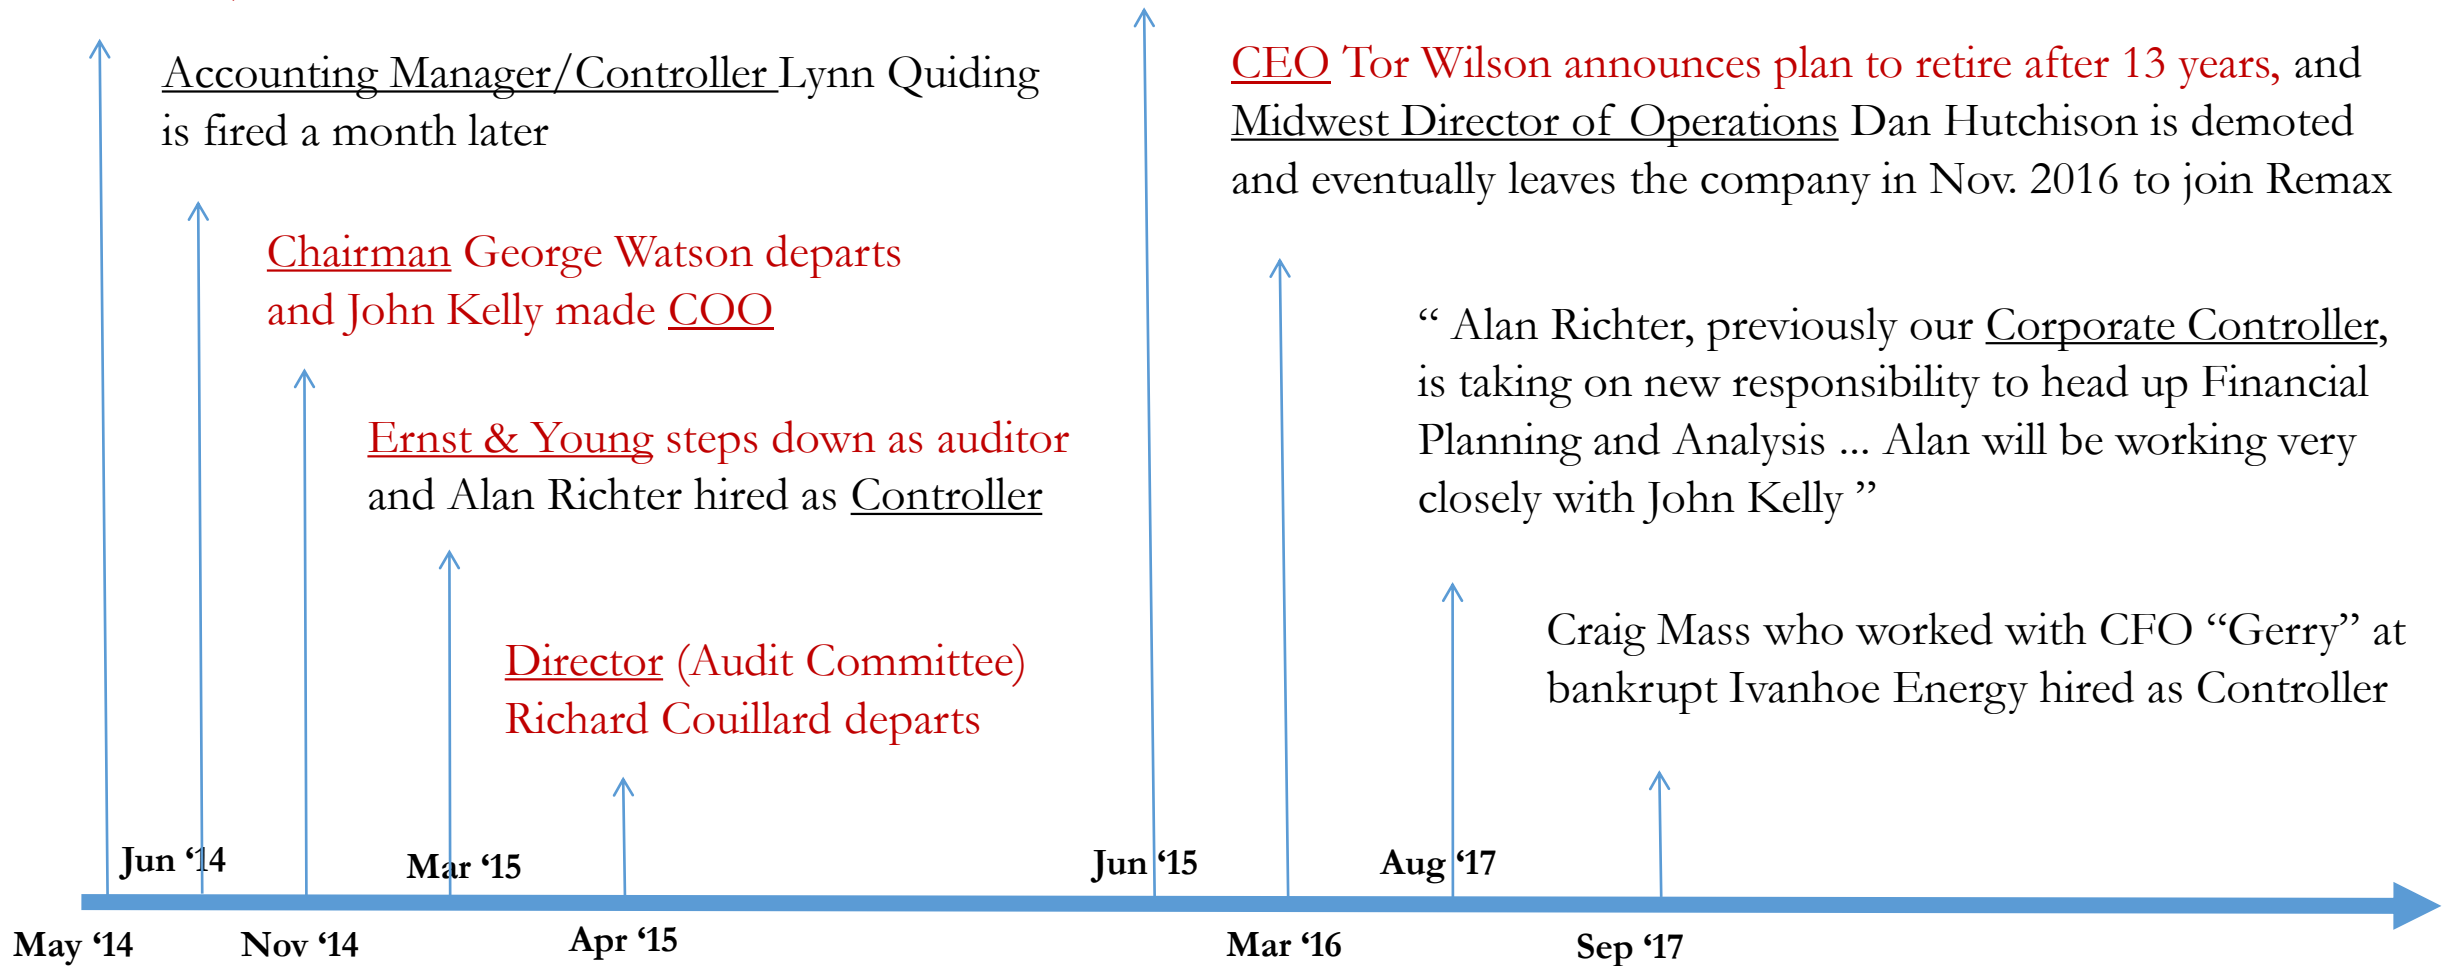 Accounting Manager/Controller Lynn Quiding
is fired a month later
Chairman George Watson departs
and John Kelly made COO
Ernst & Young steps down as auditor
and Alan Richter hired as Controller
Director (Audit Committee)
Richard Couillard departs
CEO Tor Wilson announces plan to retire after 13 years, and
Midwest Director of Operations Dan Hutchison is demoted
and eventually leaves the company in Nov. 2016 to join Remax
“ Alan Richter, previously our Corporate Controller,
is taking on new responsibility to head up Financial
Planning and Analysis ... Alan will be working very
closely with John Kelly ”
Craig Mass who worked with CFO “Gerry” at
bankrupt Ivanhoe Energy hired as Controller
Jun ‘14
Mar ‘15
Jun ‘15
Aug ‘17
May ‘14
Nov ‘14
Apr ‘15
Mar ‘16
Sep ‘17